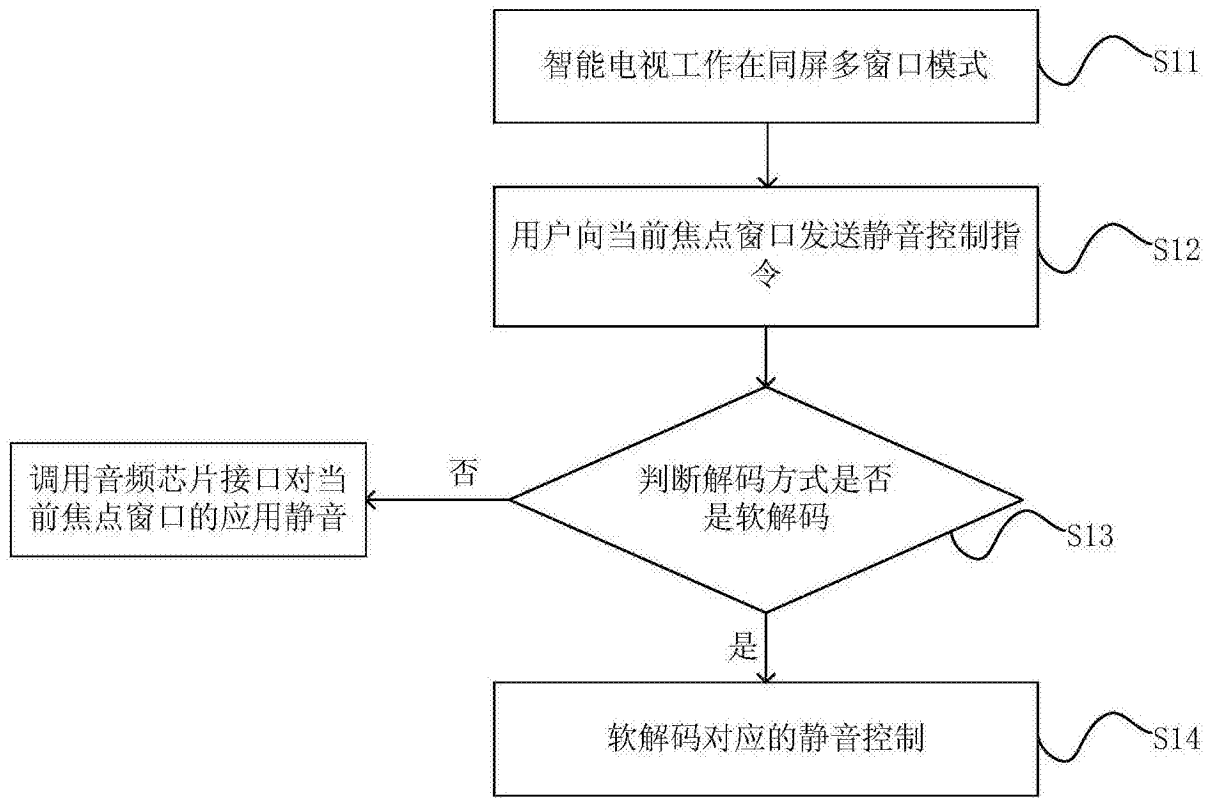 智能电视工作在同屏多窗口模式
S11
用户向当前焦点窗口发送静音控制指
令
S12
判断解码方式是否
是软解码
S13
否
调用音频芯片接口对当
前焦点窗口的应用静音
是
软解码对应的静音控制
S14